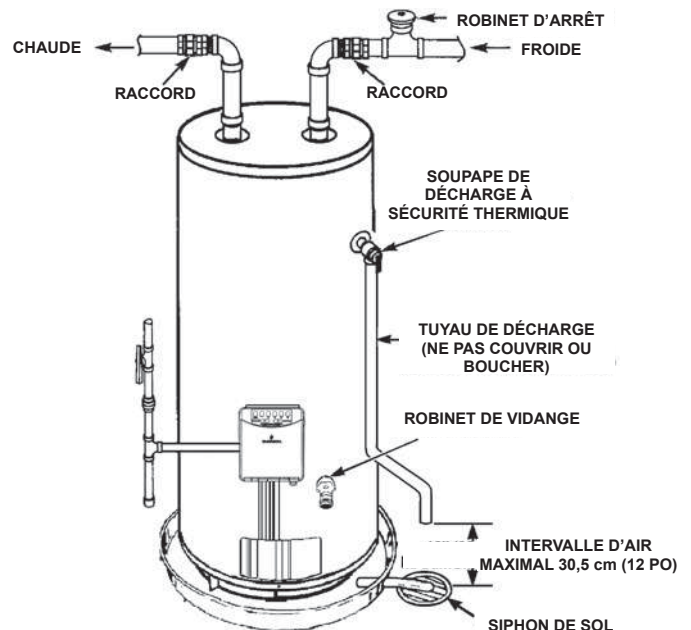 ROBINET D'ARRÊT
CHAUDE
FROIDE
RACCORD
RACCORD
SOUPAPE DE
DÉCHARGE À
SÉCURITÉ THERMIQUE
TUYAU DE DÉCHARGE
(NE PAS COUVRIR OU
BOUCHER)
ROBINET DE VIDANGE
INTERVALLE D'AIR
MAXIMAL 30,5 cm (12 PO)
SIPHON DE SOL